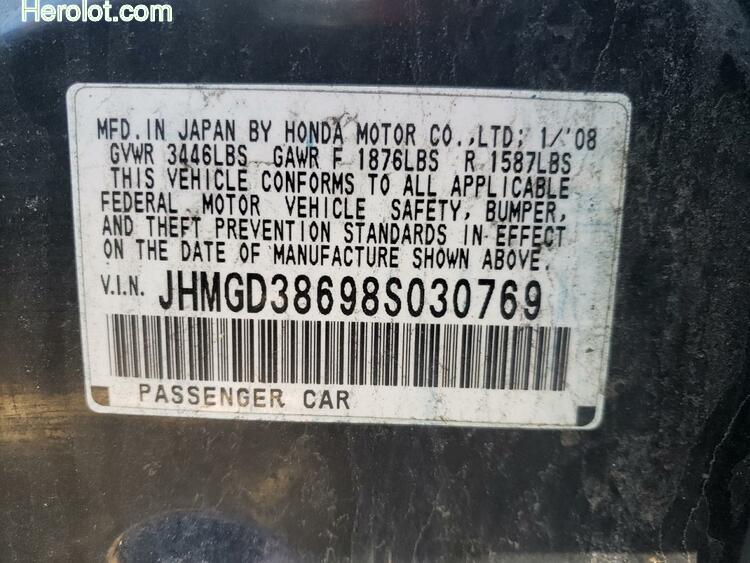 Herolot.com
MFD. IN JAPAN BY HONDA MOTOR CO.,LTD; 1/'08
GVWR 3446LBS GAWR F 1876LBS R 1587LBS
THIS VEHICLE CONFORMS TO ALL APPLICABLE
FEDERAL MOTOR VEHICLE SAFETY, BUMPER,
AND THEFT PREVENTION STANDARDS IN EFFECT
ON THE DATE OF MANUFACTURE SHOWN ABOVE.
V.I.N. JHMGD38698S030769
PASSENGER CAR